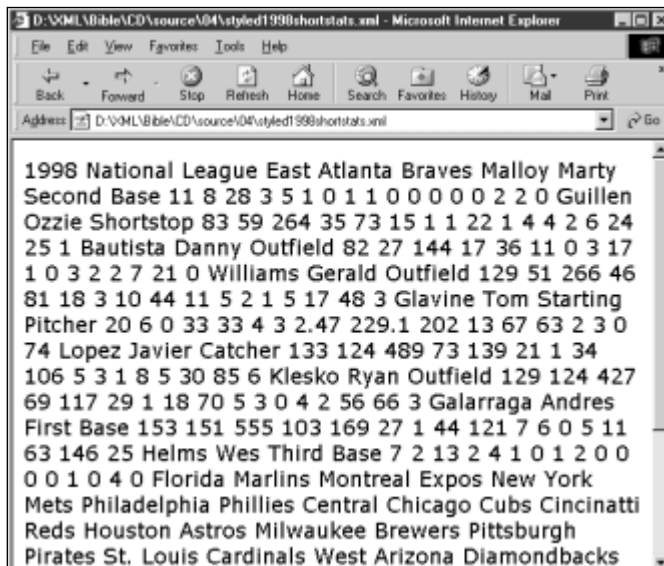 D:\XML\Bible\CD\source\04\styled1998shortstats.xml - Microsoft Internet Explorer
File Edit View Favorites Tools Help
Back Forward Stop Refresh Home Search Favorites History Mail Print
Address D:\XML\Bible\CD\source\04\styled1998shortstats.xml Go
1998 National League East Atlanta Braves Malloy Marty
Second Base 11 8 28 3 5 1 0 1 1 0 0 0 0 0 2 2 0 Guillen
Ozzie Shortstop 83 59 264 35 73 15 1 1 22 1 4 4 2 6 24
25 1 Bautista Danny Outfield 82 27 144 17 36 11 0 3 17
1 0 3 2 2 7 21 0 Williams Gerald Outfield 129 51 266 46
81 18 3 10 44 11 5 2 1 5 17 48 3 Glavine Tom Starting
Pitcher 20 6 0 33 33 4 3 2.47 229.1 202 13 67 63 2 3 0
74 Lopez Javier Catcher 133 124 489 73 139 21 1 34
106 5 3 1 8 5 30 85 6 Klesko Ryan Outfield 129 124 427
69 117 29 1 18 70 5 3 0 4 2 56 66 3 Galarraga Andres
First Base 153 151 555 103 169 27 1 44 121 7 6 0 5 11
63 146 25 Helms Wes Third Base 7 2 13 2 4 1 0 1 2 0 0
0 0 1 0 4 0 Florida Marlins Montreal Expos New York
Mets Philadelphia Phillies Central Chicago Cubs Cincinatti
Reds Houston Astros Milwaukee Brewers Pittsburgh
Pirates St. Louis Cardinals West Arizona Diamondbacks